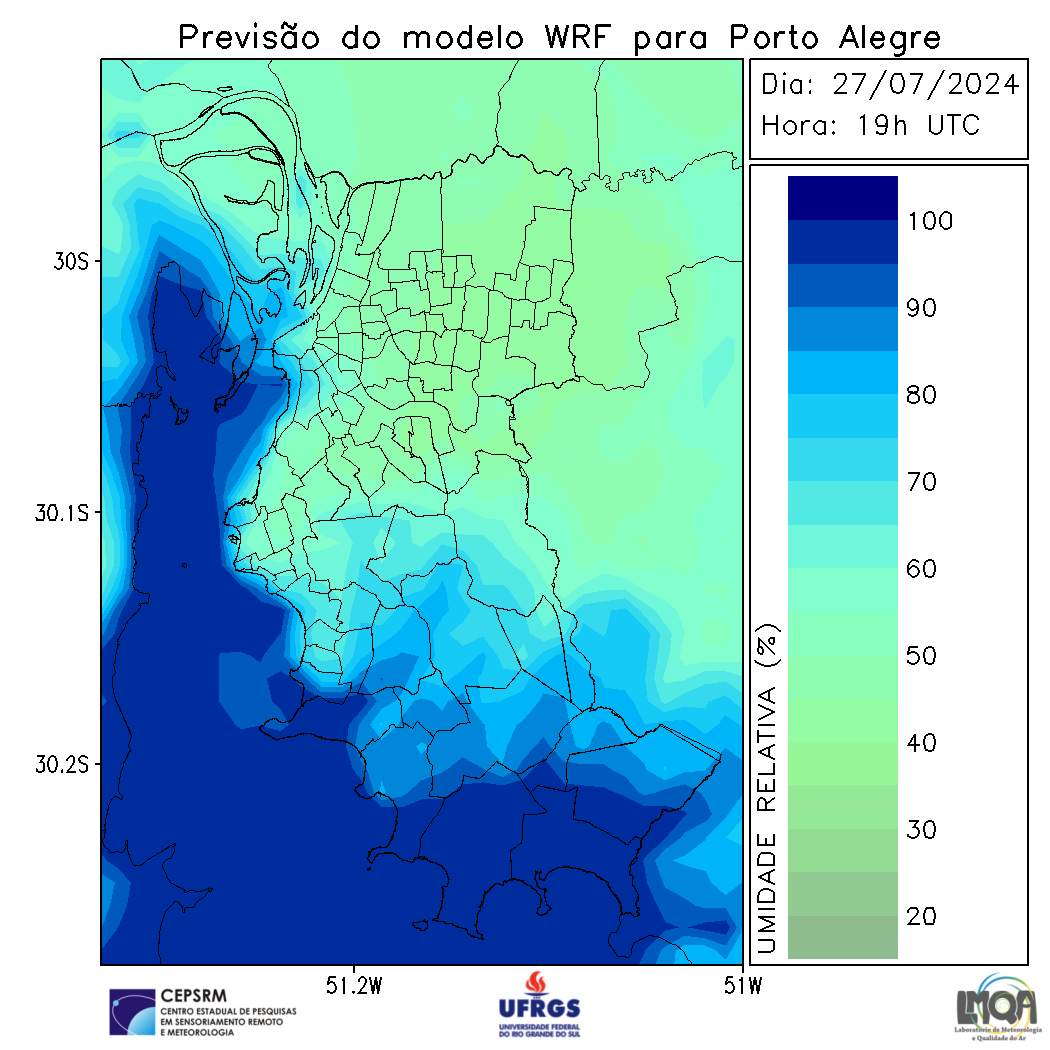 Previsão do modelo WRF para Porto Alegre
Dia: 27/07/2024
Hora: 19h UTC
30S
30.1S
30.2S
51.2W
51W
100
90
80
70
60
50
40
30
20
UMIDADE RELATIVA (%)
CEPSRM
CENTRO ESTADUAL DE PESQUISAS
EM SENSORIAMENTO REMOTO
E METEOROLOGIA
UFRGS
UNIVERSIDADE FEDERAL
DO RIO GRANDE DO SUL
LMQA
Laboratório de Meteorologia
e Qualidade do Ar